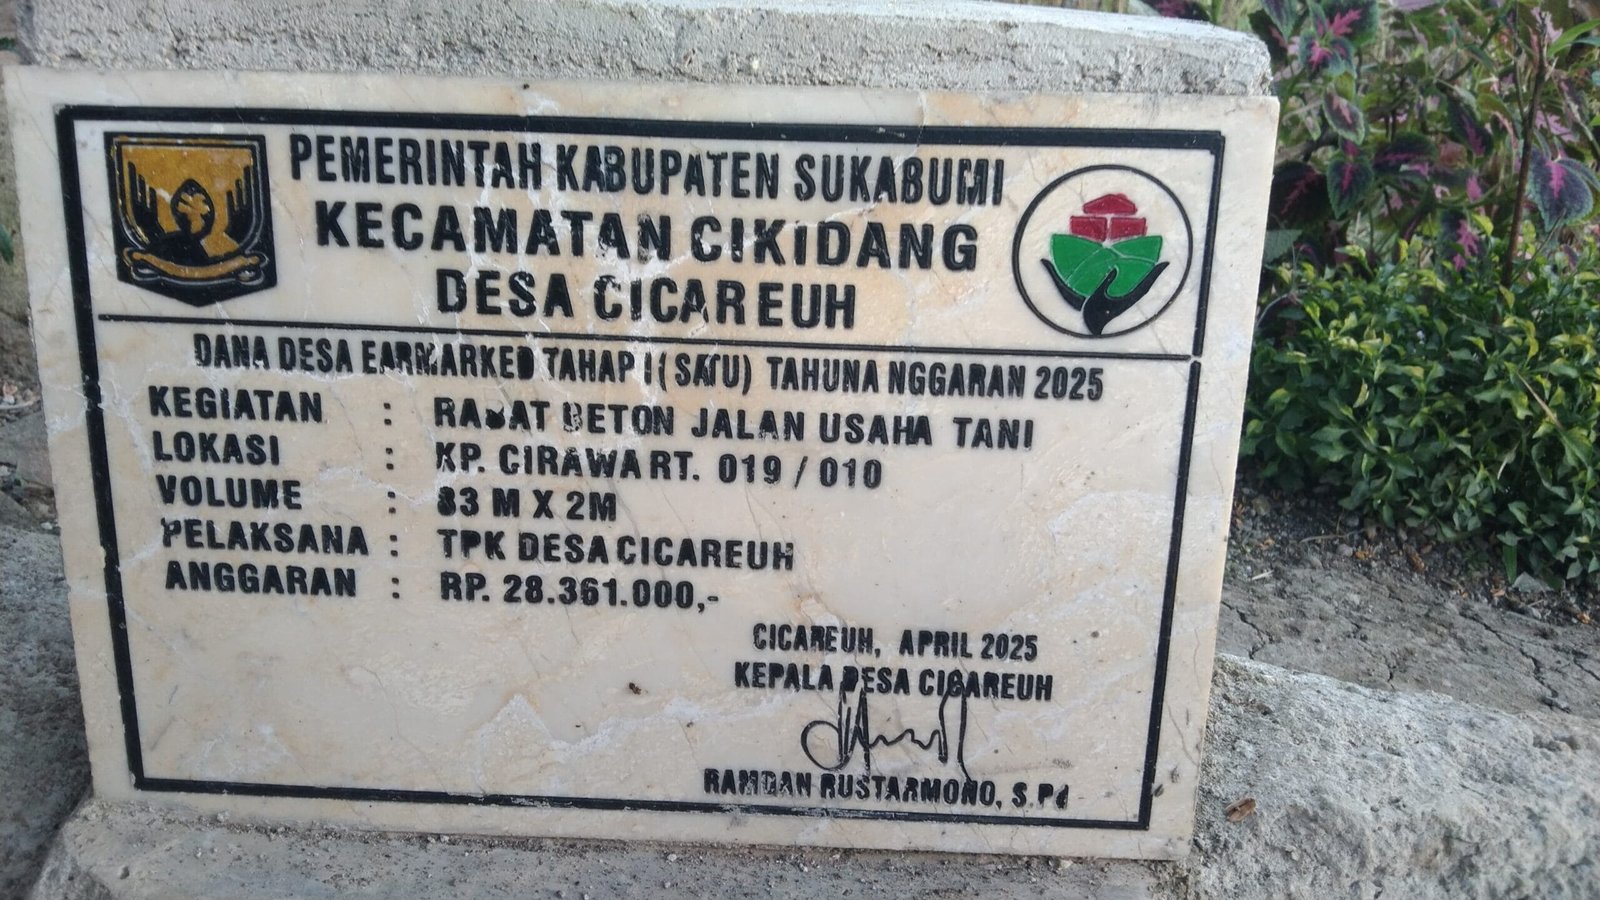 PEMERINTAH KABUPATEN SUKABUMI
KECAMATAN CIKIDANG
DESA CICAREUH
DANA DESA EARMARKED TAHAP I (SATU) TAHUNA NGGARAN 2025
KEGIATAN : RABAT BETON JALAN USAHA TANI
LOKASI : KP. CIRAWA RT. 019 / 010
VOLUME : 83 M X 2M
PELAKSANA : TPK DESA CICAREUH
ANGGARAN : RP. 28.361.000,-
CICAREUH, APRIL 2025
KEPALA DESA CICAREUH
RAMDAN RUSTARMONO, S.Pd